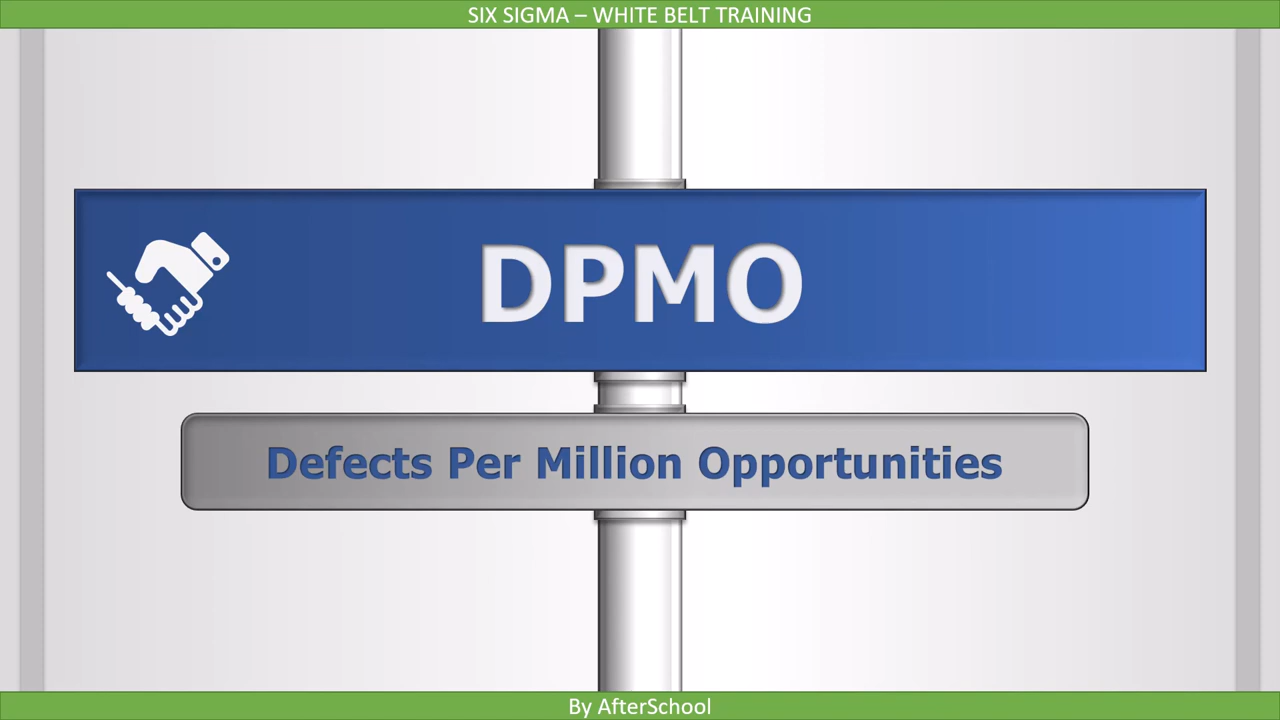 SIX SIGMA – WHITE BELT TRAINING
DPMO
Defects Per Million Opportunities
By AfterSchool